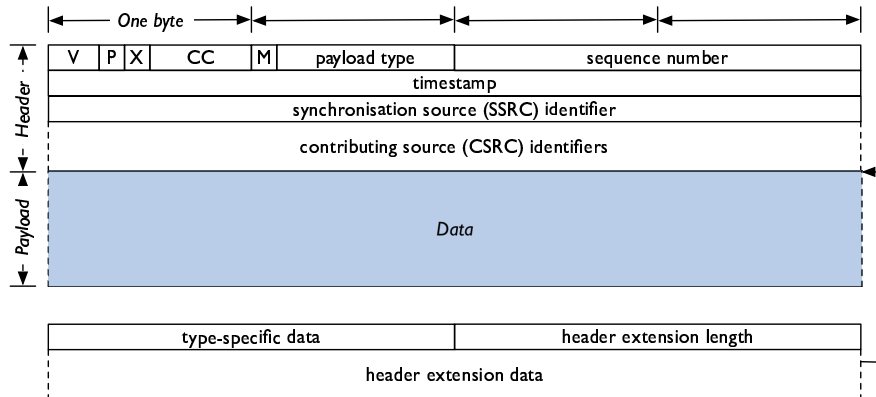 One byte
V P X CC M payload type sequence number
timestamp
synchronisation source (SSRC) identifier
contributing source (CSRC) identifiers
Header
Data
Payload
type-specific data header extension length
header extension data